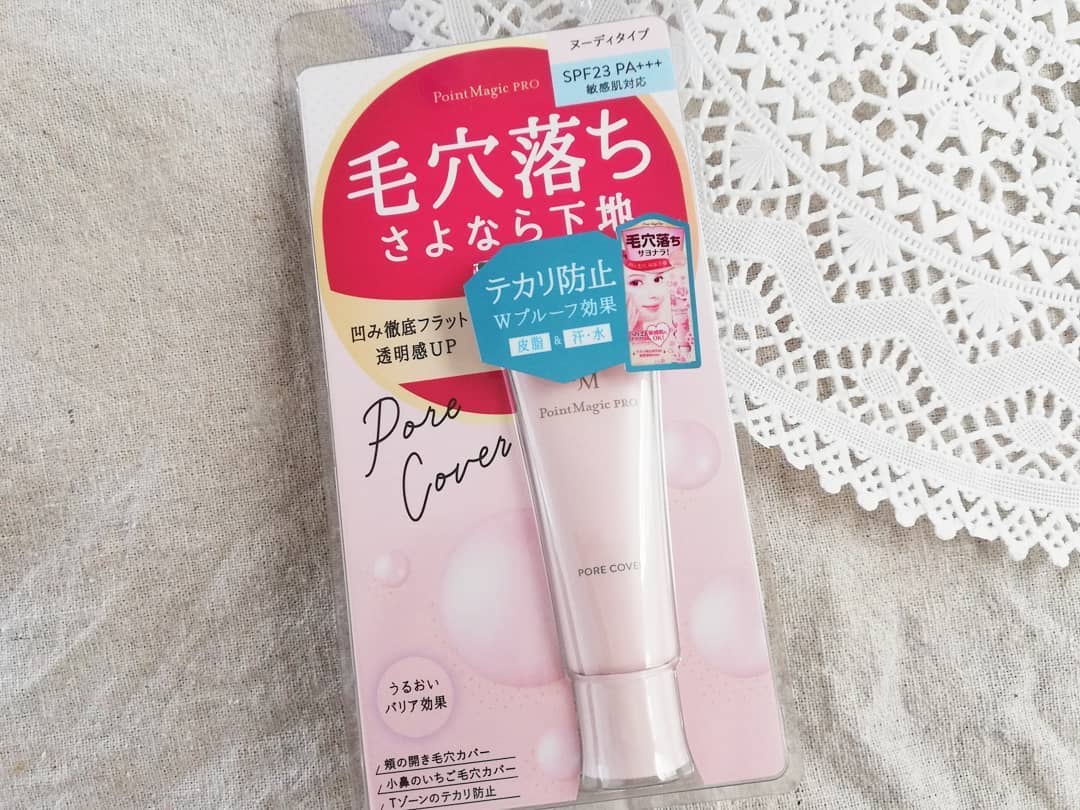 ヌーディタイプ
SPF23 PA+++
敏感肌対応
PointMagic PRO
毛穴落ち
さよなら下地
凹み徹底フラット
透明感UP
テカリ防止
Wプルーフ効果
皮脂 & 汗・水
毛穴落ち
サヨナラ!
Pore
Cover
M
PointMagic PRO
PORE COVE
うるおい
バリア効果
頬の開き毛穴カバー
小鼻のいちご毛穴カバー
Tゾーンのテカリ防止